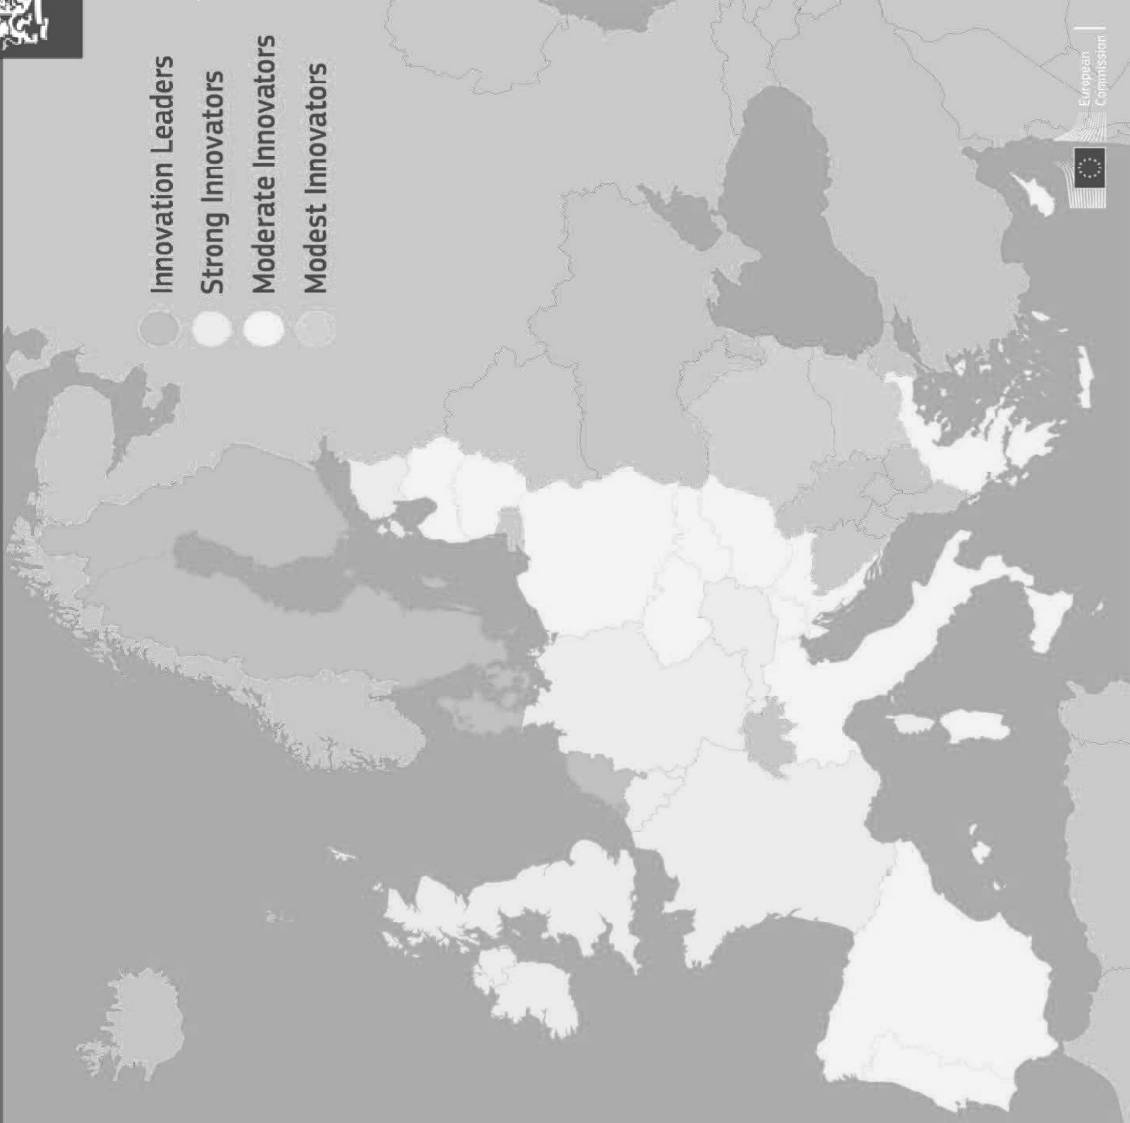 Innovation Leaders
Strong Innovators
Moderate Innovators
Modest Innovators
European
Commission